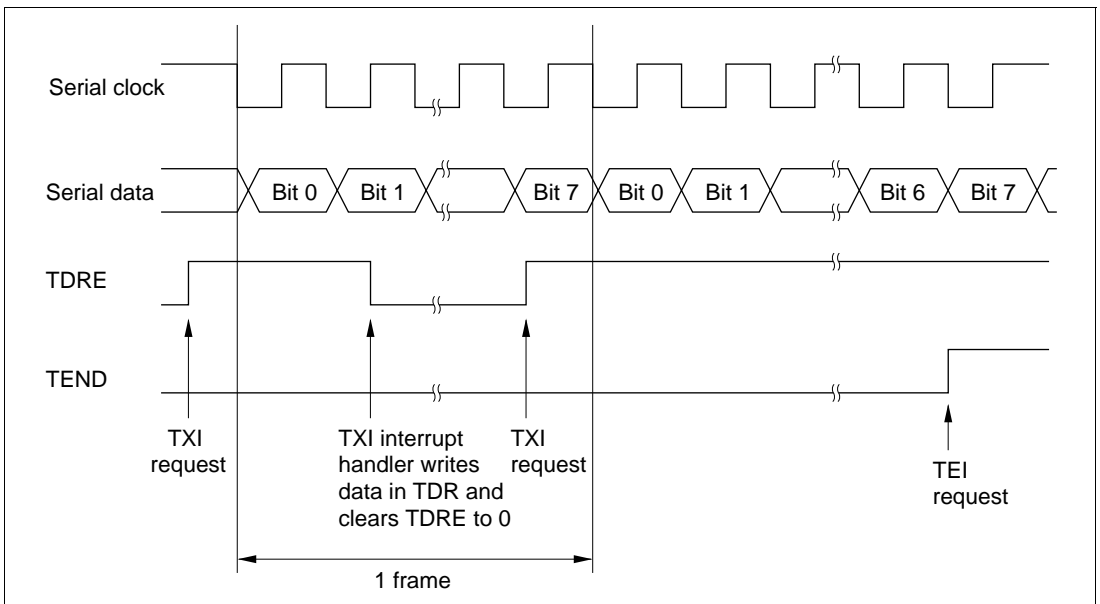 Serial clock
Serial data
Bit 0
Bit 1
Bit 7
Bit 0
Bit 1
Bit 6
Bit 7
TDRE
TEND
TXI
request
TXI interrupt
handler writes
data in TDR and
clears TDRE to 0
TXI
request
TEI
request
1 frame